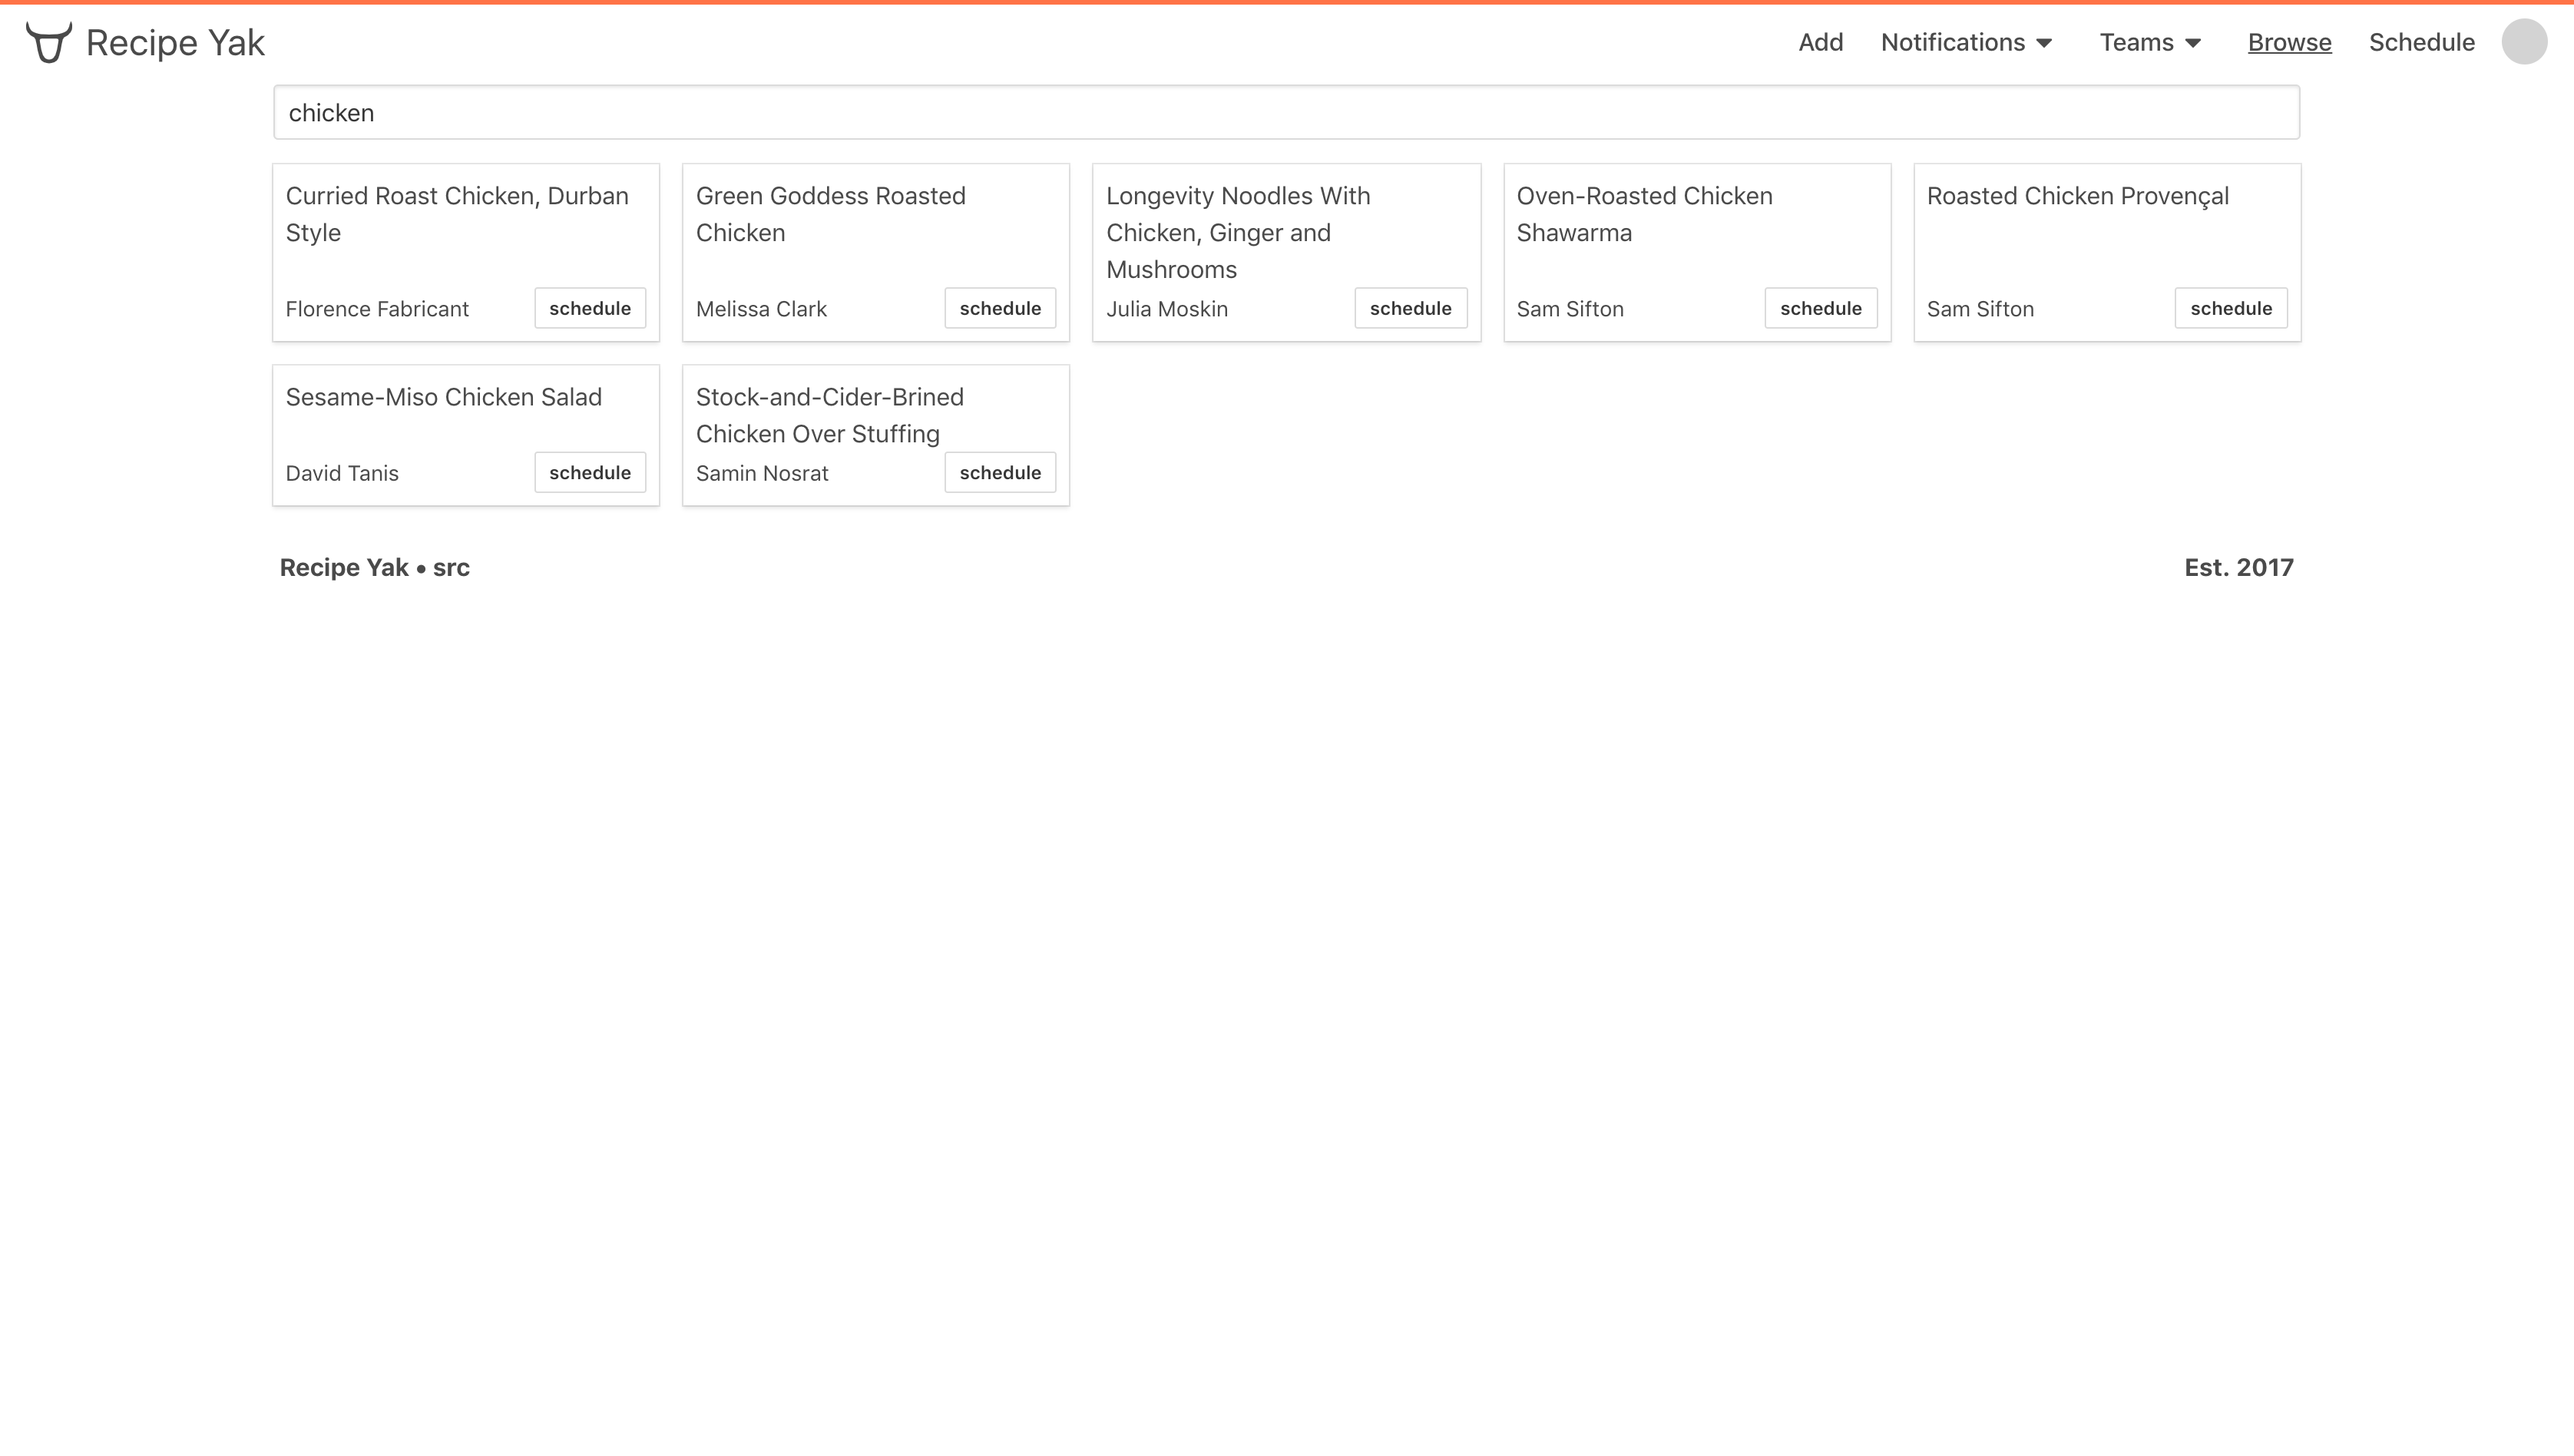 Recipe Yak
Add Notifications Teams Browse Schedule
chicken
Curried Roast Chicken, Durban
Style
Florence Fabricant schedule
Green Goddess Roasted
Chicken
Melissa Clark schedule
Longevity Noodles With
Chicken, Ginger and
Mushrooms
Julia Moskin schedule
Oven-Roasted Chicken
Shawarma
Sam Sifton schedule
Roasted Chicken Provençal
Sam Sifton schedule
Sesame-Miso Chicken Salad
David Tanis schedule
Stock-and-Cider-Brined
Chicken Over Stuffing
Samin Nosrat schedule
Recipe Yak • src Est. 2017